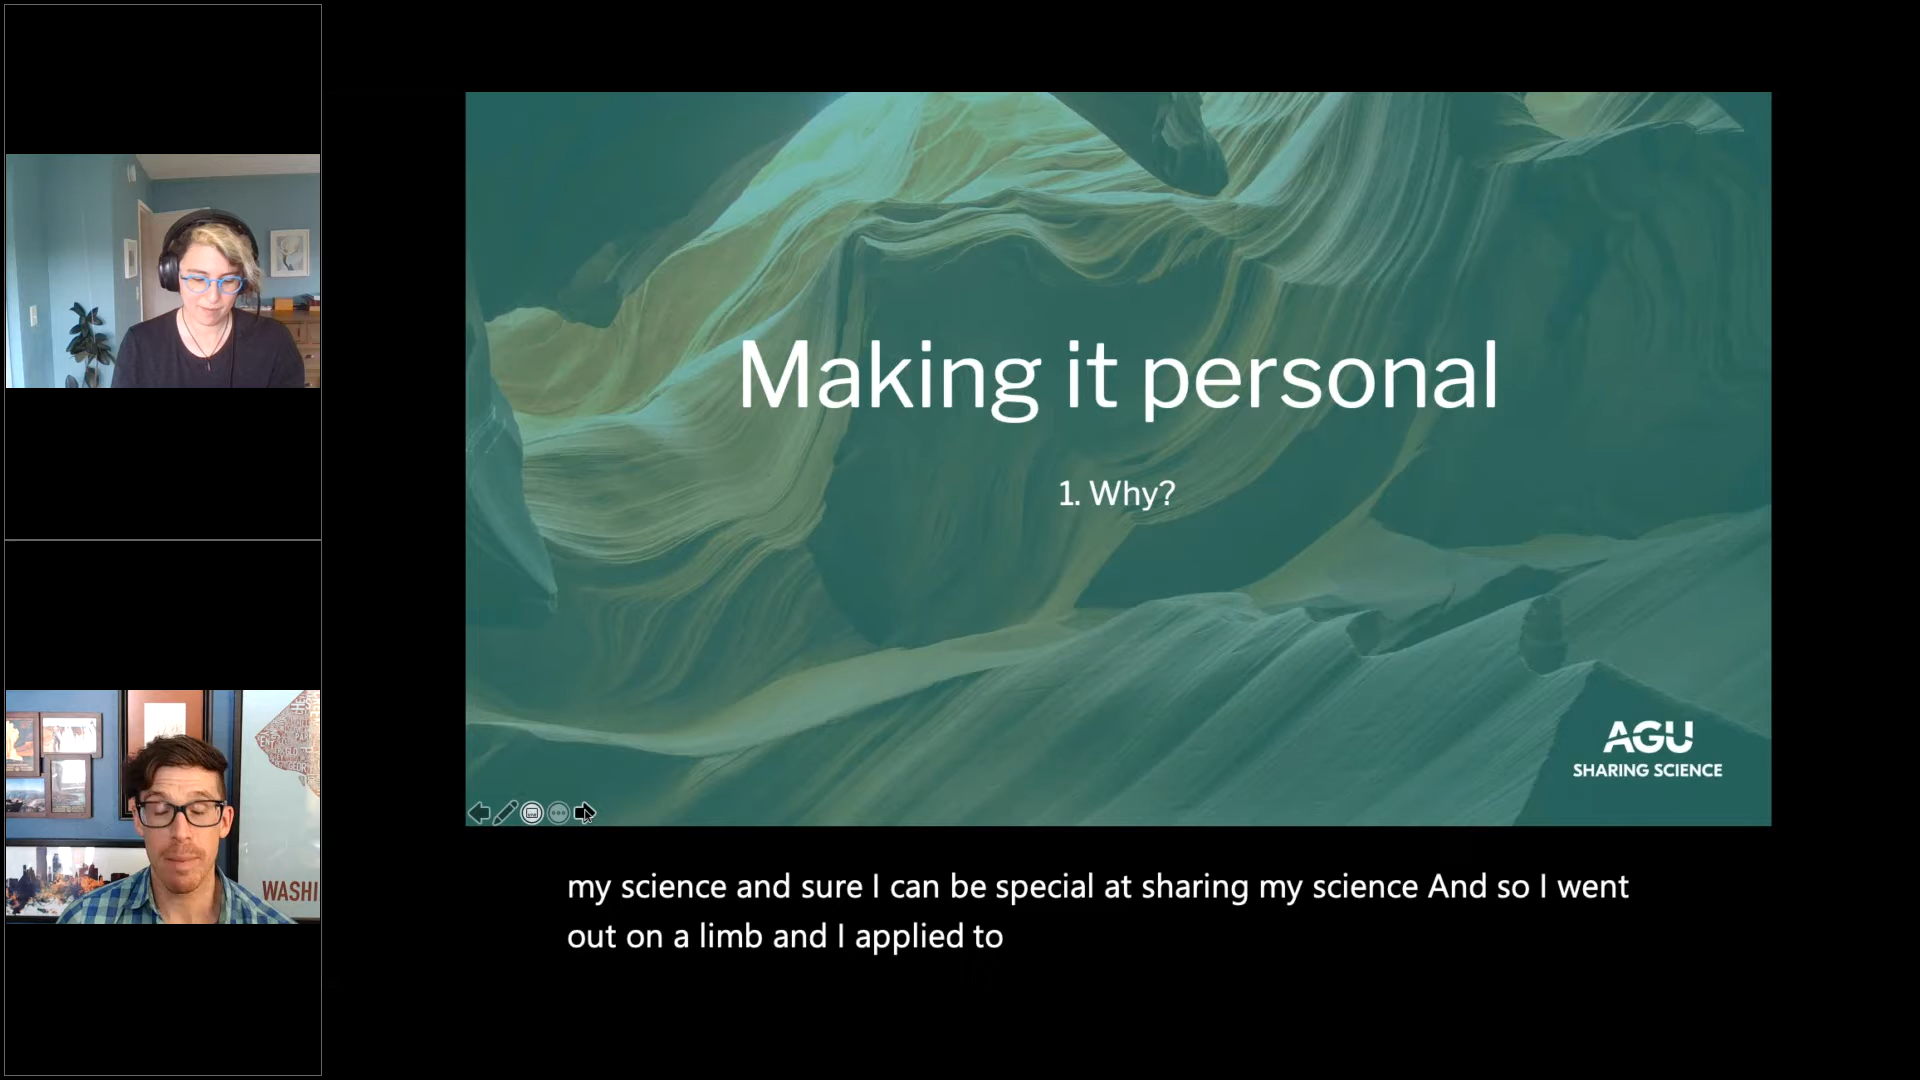 Making it personal
1. Why?
AGU
SHARING SCIENCE
WASHI
my science and sure I can be special at sharing my science And so I went
out on a limb and I applied to